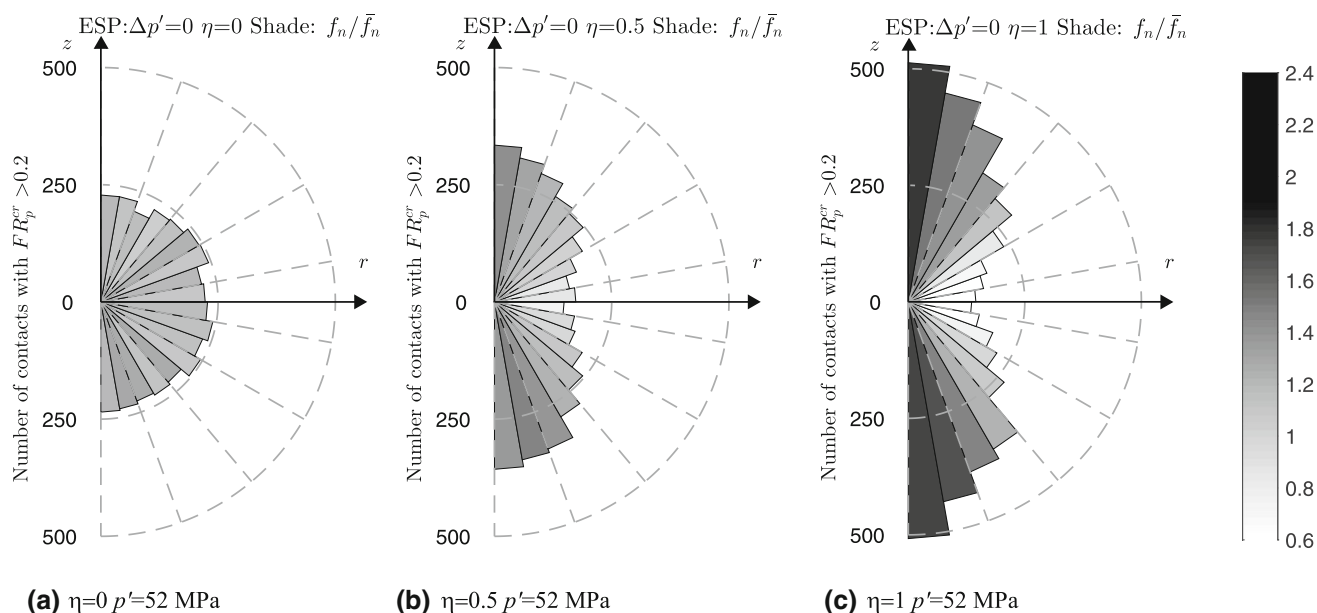 ESP:Δp′=0 η=0 Shade: f_n/f̄_n
z
500
250
0
250
500
r
Number of contacts with FR_p^cr >0.2
(a) η=0 p′=52 MPa
ESP:Δp′=0 η=0.5 Shade: f_n/f̄_n
z
500
250
0
250
500
r
Number of contacts with FR_p^cr >0.2
(b) η=0.5 p′=52 MPa
ESP:Δp′=0 η=1 Shade: f_n/f̄_n
z
500
250
0
250
500
r
Number of contacts with FR_p^cr >0.2
(c) η=1 p′=52 MPa
2.4
2.2
2
1.8
1.6
1.4
1.2
1
0.8
0.6